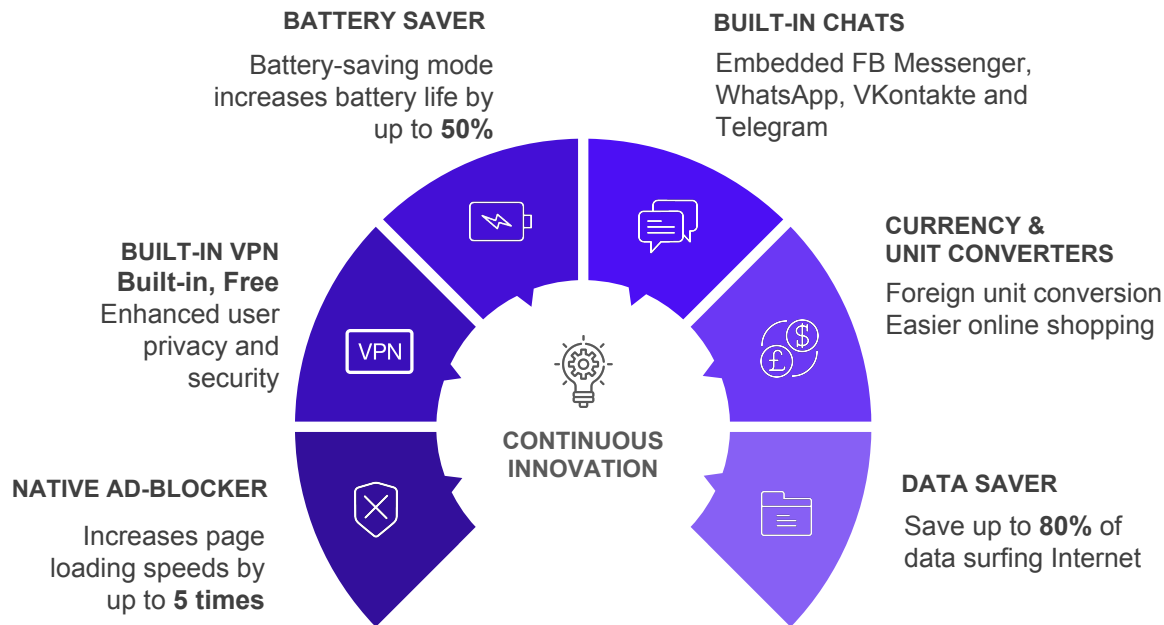 BATTERY SAVER
Battery-saving mode
increases battery life by
up to 50%
BUILT-IN CHATS
Embedded FB Messenger,
WhatsApp, VKontakte and
Telegram
BUILT-IN VPN
Built-in, Free
Enhanced user
privacy and
security
VPN
CURRENCY &
UNIT CONVERTERS
Foreign unit conversion
Easier online shopping
$
£
CONTINUOUS
INNOVATION
NATIVE AD-BLOCKER
Increases page
loading speeds by
up to 5 times
DATA SAVER
Save up to 80% of
data surfing Internet